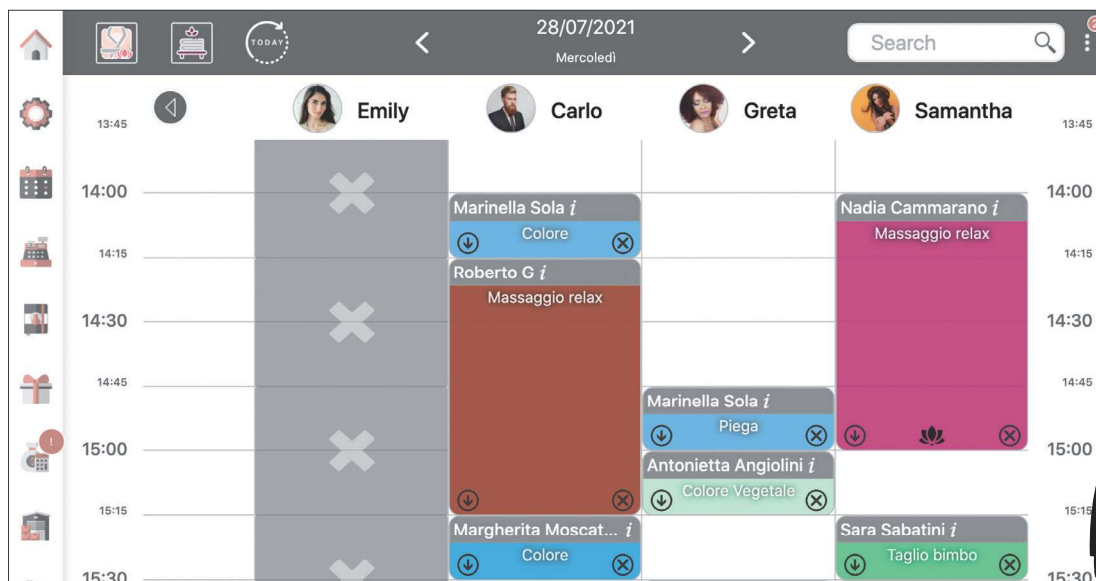 TODAY
28/07/2021
Mercoledì
Search
Emily
Carlo
Greta
Samantha
13:45
13:45
14:00
14:00
Marinella Sola i
Nadia Cammarano i
Colore
Massaggio relax
14:15
14:15
Roberto G i
Massaggio relax
14:30
14:30
14:45
14:45
Marinella Sola i
Piega
15:00
15:00
Antonietta Angiolini i
Colore Vegetale
15:15
15:15
Margherita Moscat... i
Sara Sabatini i
Colore
Taglio bimbo
15:30
15:30
!